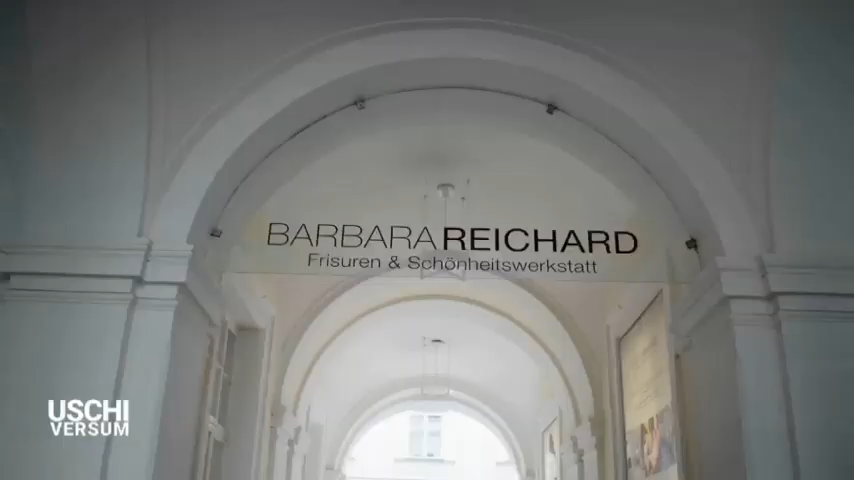 BARBARA REICHARD
Frisuren & Schönheitswerkstatt
USCHI
VERSUM